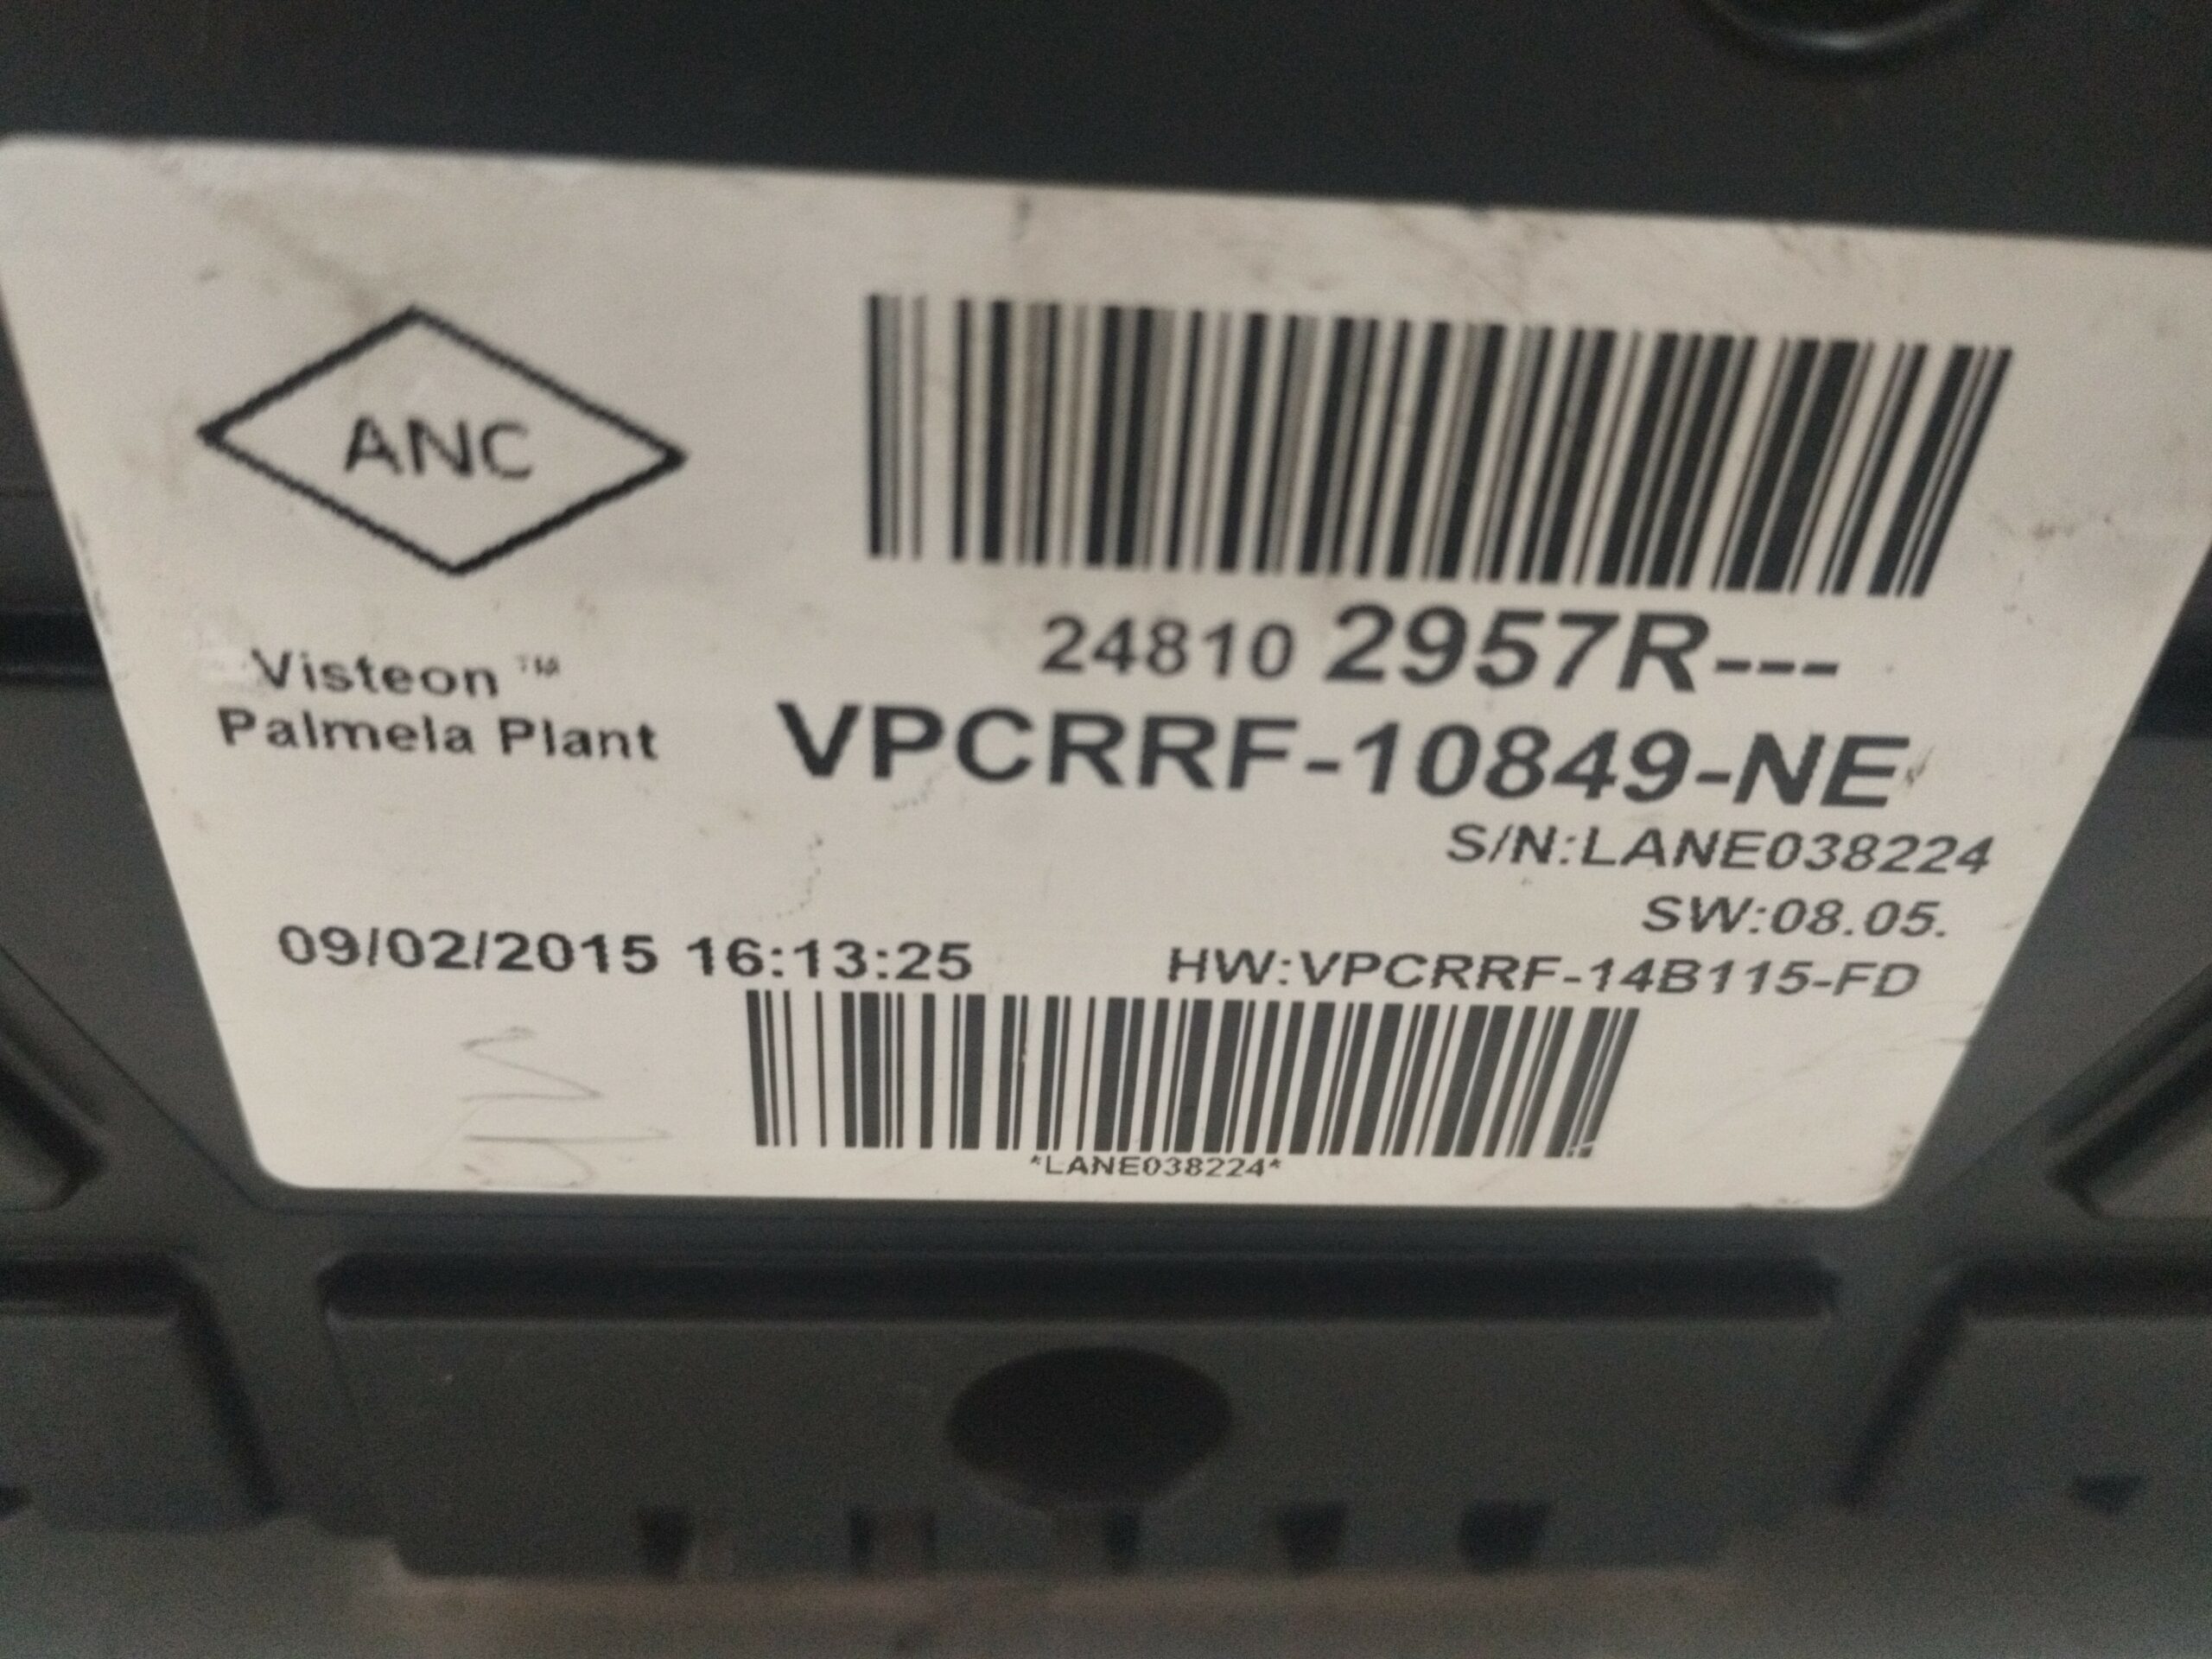 ANC
24810 2957R---
Visteon™
Palmela Plant
VPCRRF-10849-NE
S/N:LANE038224
SW:08.05.
09/02/2015 16:13:25
HW:VPCRRF-14B115-FD
*LANE038224*